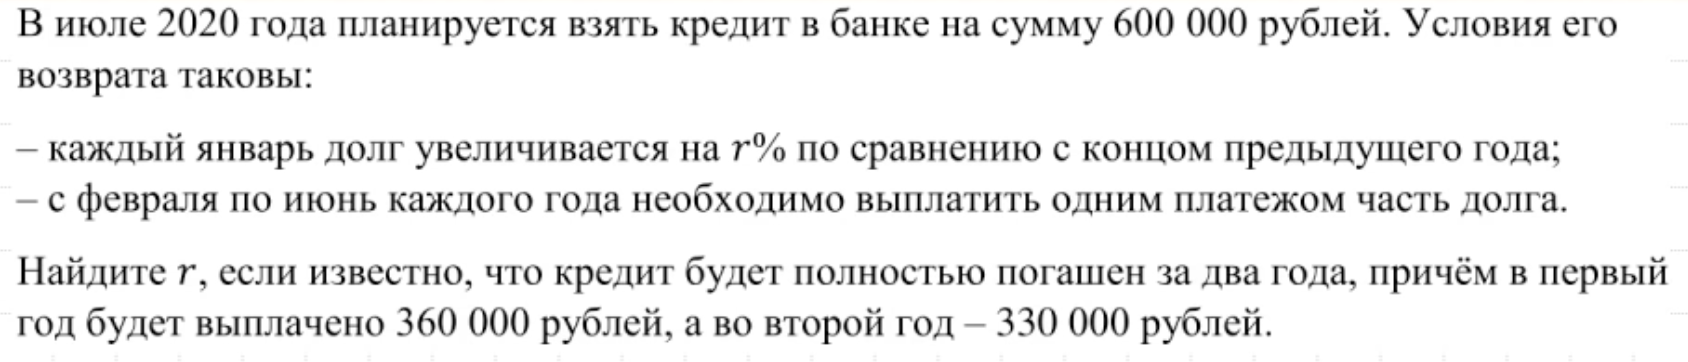 В июле 2020 года планируется взять кредит в банке на сумму 600 000 рублей. Условия его
возврата таковы:
– каждый январь долг увеличивается на r% по сравнению с концом предыдущего года;
– с февраля по июнь каждого года необходимо выплатить одним платежом часть долга.
Найдите r, если известно, что кредит будет полностью погашен за два года, причём в первый
год будет выплачено 360 000 рублей, а во второй год – 330 000 рублей.